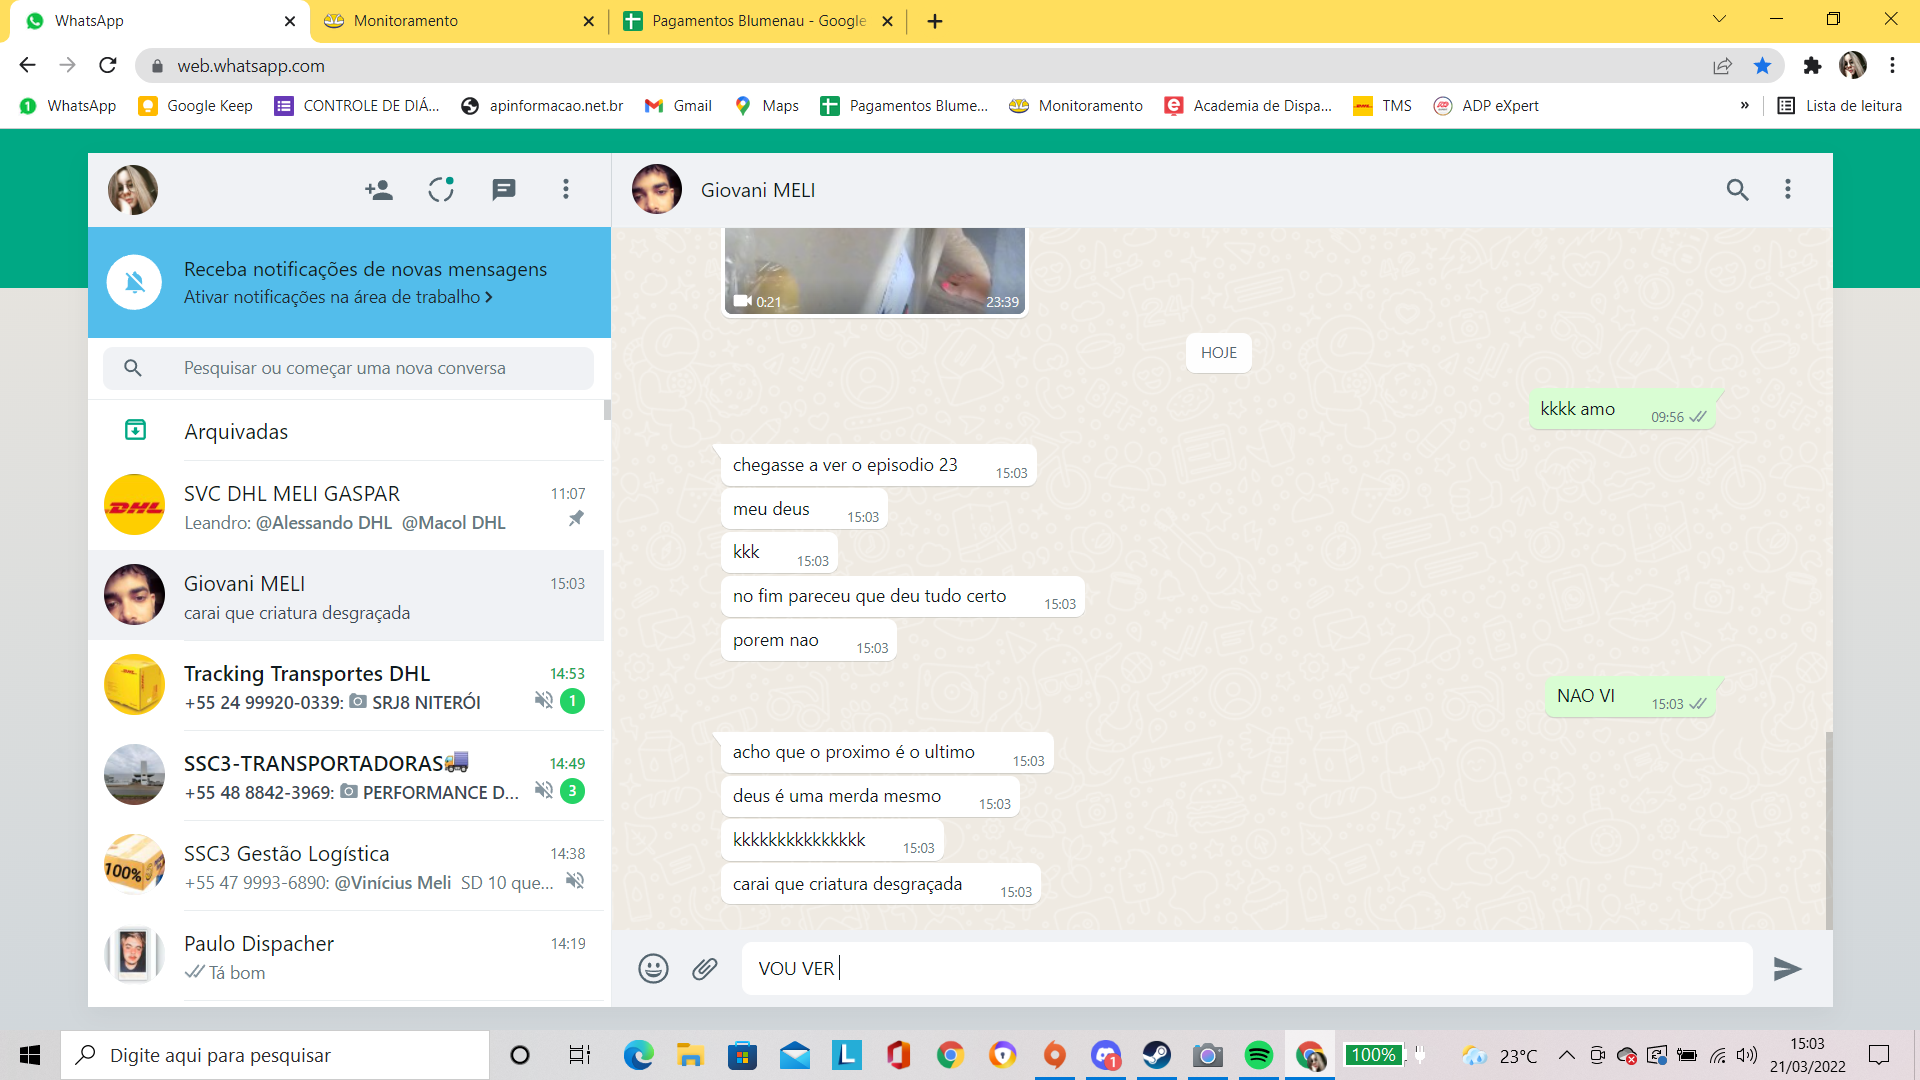 WhatsApp
Monitoramento
Pagamentos Blumenau - Google
web.whatsapp.com
WhatsApp
Google Keep
CONTROLE DE DIÁ...
apinformacao.net.br
Gmail
Maps
Pagamentos Blume...
Monitoramento
Academia de Dispa...
TMS
ADP eXpert
»
Lista de leitura
Receba notificações de novas mensagens
Ativar notificações na área de trabalho >
Pesquisar ou começar uma nova conversa
Arquivadas
SVC DHL MELI GASPAR 11:07
Leandro: @Alessando DHL @Macol DHL
Giovani MELI 15:03
carai que criatura desgraçada
Tracking Transportes DHL 14:53
+55 24 99920-0339: SRJ8 NITERÓI 1
SSC3-TRANSPORTADORAS🚚 14:49
+55 48 8842-3969: PERFORMANCE D... 3
SSC3 Gestão Logística 14:38
+55 47 9993-6890: @Vinícius Meli SD 10 que...
100%
Paulo Dispacher 14:19
Tá bom
DHL
Giovani MELI
0:21 23:39
HOJE
kkkk amo 09:56
chegasse a ver o episodio 23 15:03
meu deus 15:03
kkk 15:03
no fim pareceu que deu tudo certo 15:03
porem nao 15:03
NAO VI 15:03
acho que o proximo é o ultimo 15:03
deus é uma merda mesmo 15:03
kkkkkkkkkkkkkkk 15:03
carai que criatura desgraçada 15:03
VOU VER
Digite aqui para pesquisar
L
1
100%
23°C
15:03
21/03/2022